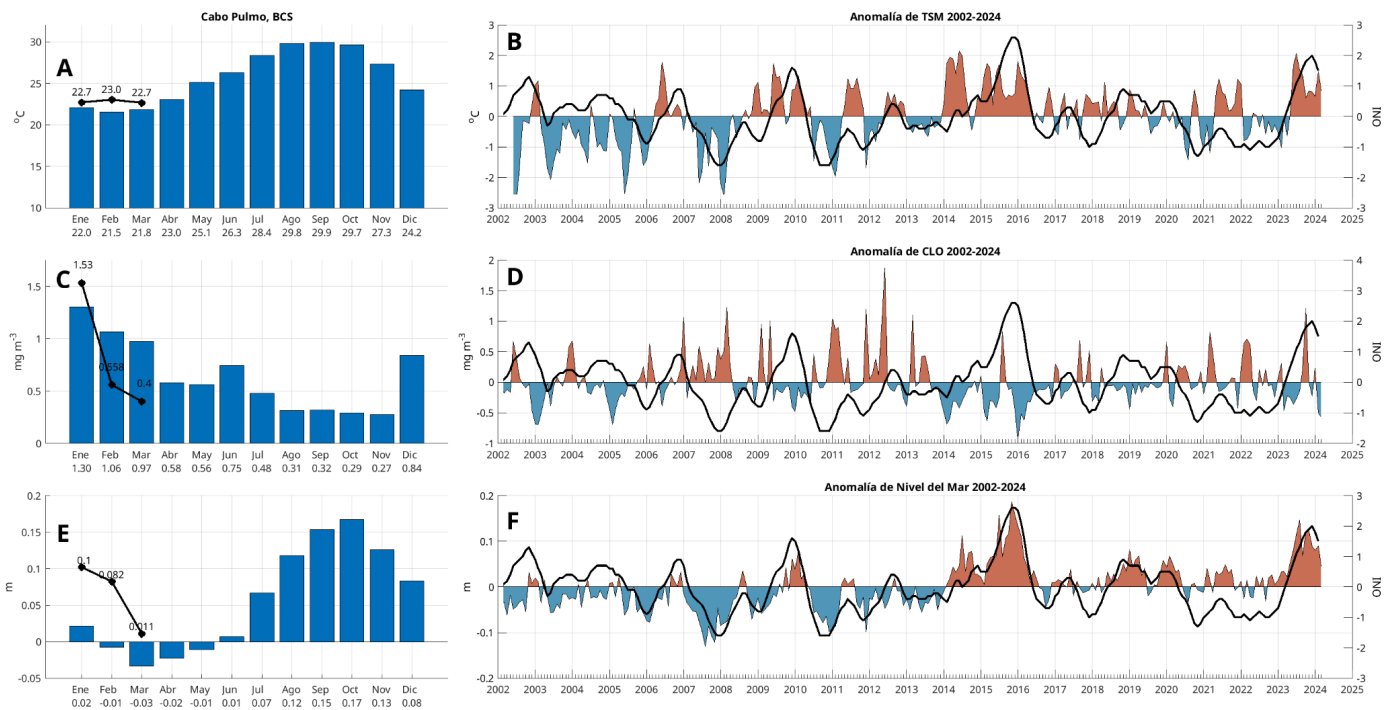 Cabo Pulmo, BCS
A
30
25
20
15
10
°C
22.7 23.0 22.7
Ene Feb Mar Abr May Jun Jul Ago Sep Oct Nov Dic
22.0 21.5 21.8 23.0 25.1 26.3 28.4 29.8 29.9 29.7 27.3 24.2
Anomalía de TSM 2002-2024
B
3 2 1 0 -1 -2 -3
°C
3 2 1 0 -1 -2 -3
ONI
2002 2003 2004 2005 2006 2007 2008 2009 2010 2011 2012 2013 2014 2015 2016 2017 2018 2019 2020 2021 2022 2023 2024 2025
C
1.5
1
0.5
0
mg m-3
1.53 0.558 0.4
Ene Feb Mar Abr May Jun Jul Ago Sep Oct Nov Dic
1.30 1.06 0.97 0.58 0.56 0.75 0.48 0.31 0.32 0.29 0.27 0.84
Anomalía de CLO 2002-2024
D
2 1.5 1 0.5 0 -0.5 -1
mg m-3
4 3 2 1 0 -1 -2
ONI
2002 2003 2004 2005 2006 2007 2008 2009 2010 2011 2012 2013 2014 2015 2016 2017 2018 2019 2020 2021 2022 2023 2024 2025
E
0.2
0.15
0.1
0.05
0
-0.05
m
0.1 0.082 0.011
Ene Feb Mar Abr May Jun Jul Ago Sep Oct Nov Dic
0.02 -0.01 -0.03 -0.02 -0.01 0.01 0.07 0.12 0.15 0.17 0.13 0.08
Anomalía de Nivel del Mar 2002-2024
F
0.2 0.1 0 -0.1 -0.2
m
3 2 1 0 -1 -2 -3
ONI
2002 2003 2004 2005 2006 2007 2008 2009 2010 2011 2012 2013 2014 2015 2016 2017 2018 2019 2020 2021 2022 2023 2024 2025